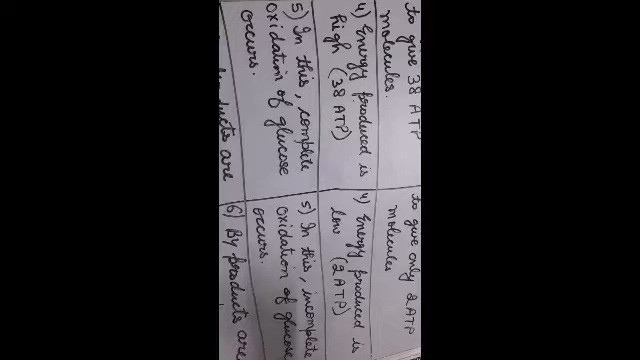 to give 38 ATP
molecules.
4) Energy produced is
high (38 ATP)
5) In this, complete
oxidation of glucose
occurs.
products are
to give only 2ATP
molecules
4) Energy produced is
low (2ATP)
5) In this, incomplete
oxidation of glucose
occurs.
6) By products are